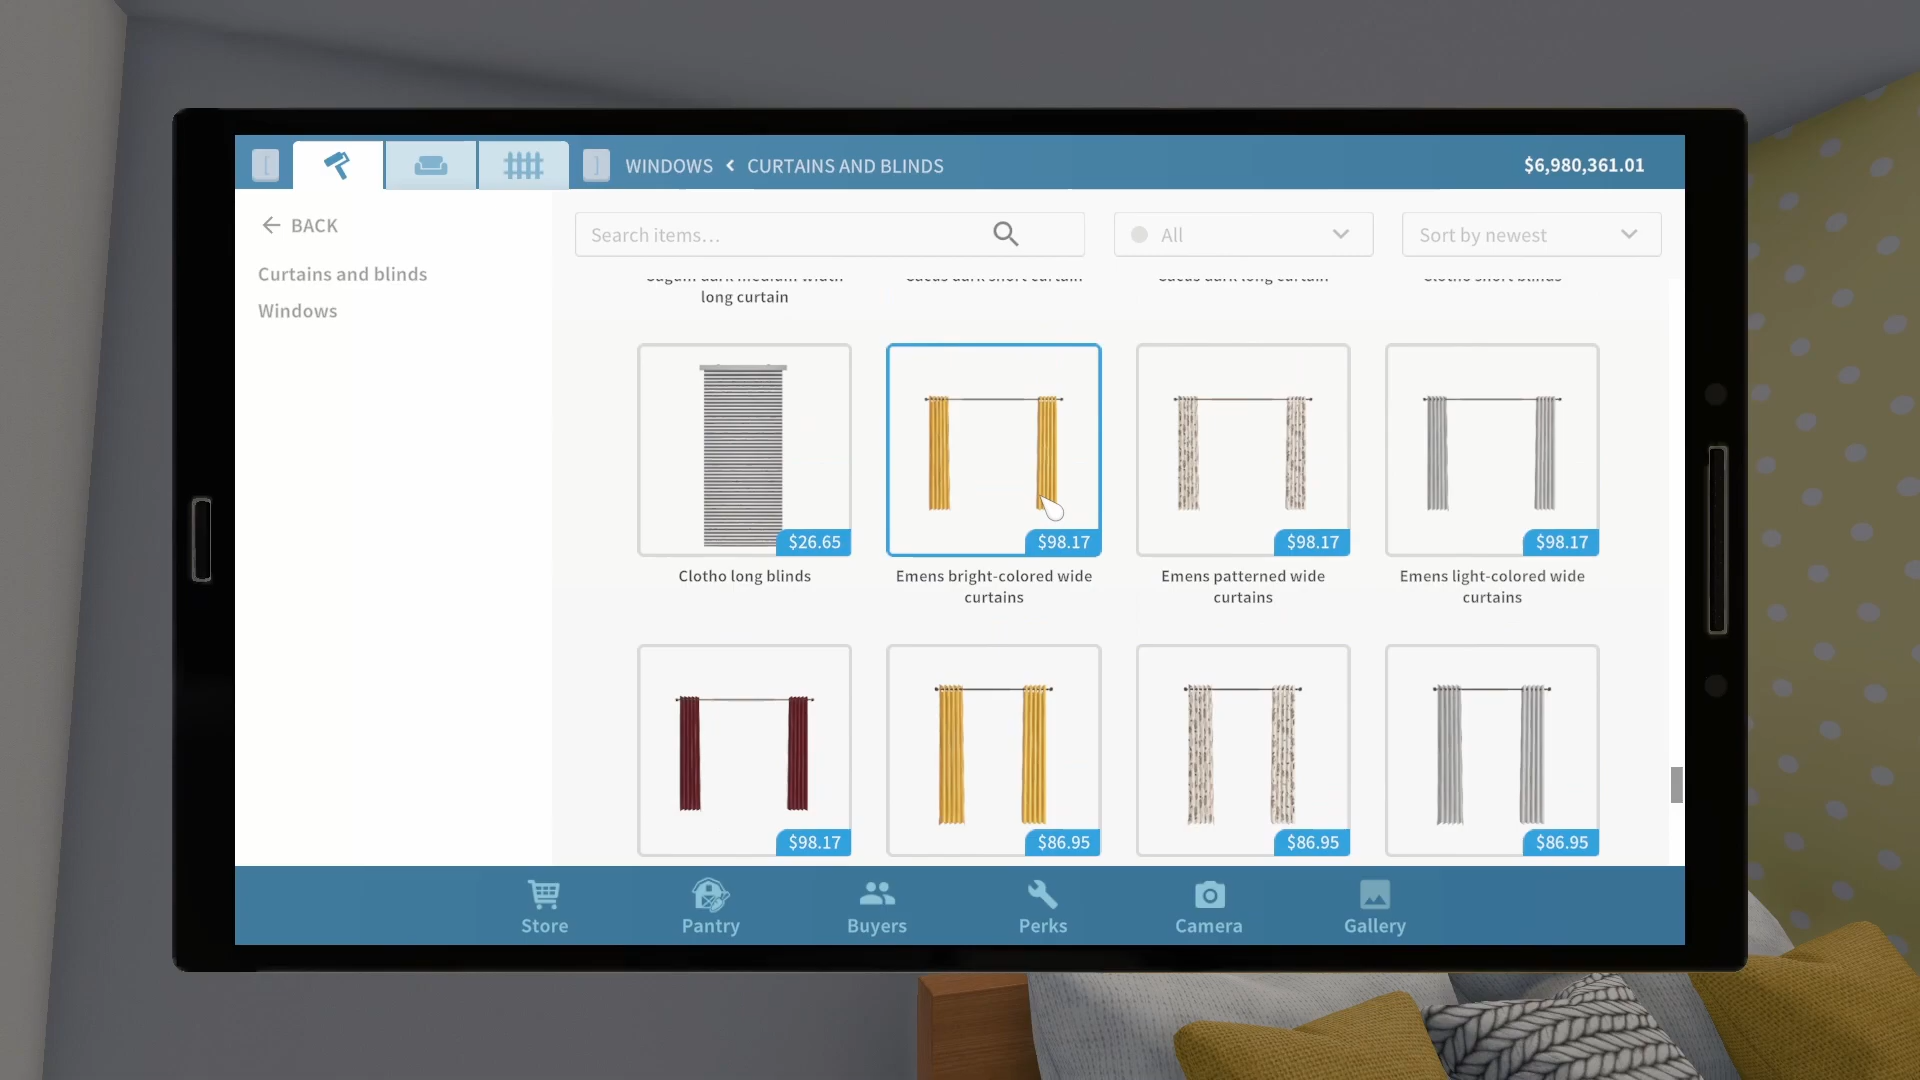 [
]
WINDOWS < CURTAINS AND BLINDS
$6,980,361.01
BACK
Curtains and blinds
Windows
Search items...
All
Sort by newest
long curtain
$26.65
$98.17
$98.17
$98.17
Clotho long blinds
Emens bright-colored wide
curtains
Emens patterned wide
curtains
Emens light-colored wide
curtains
$98.17
$86.95
$86.95
$86.95
Store
Pantry
Buyers
Perks
Camera
Gallery